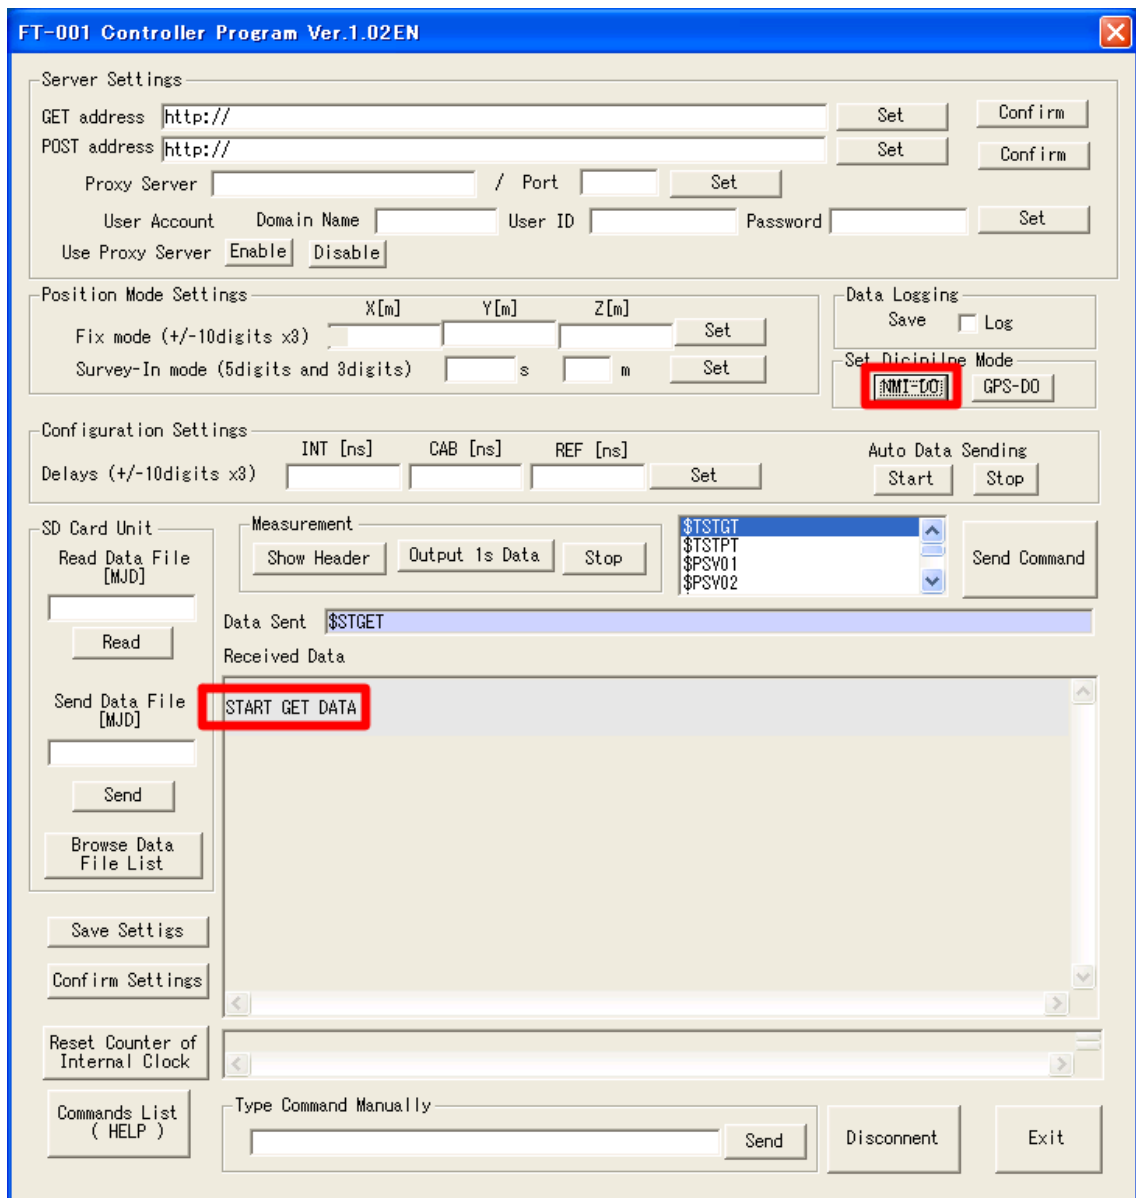 FT-001 Controller Program Ver.1.02EN
Server Settings
GET address http:// Set Confirm
POST address http:// Set Confirm
Proxy Server / Port Set
User Account Domain Name User ID Password Set
Use Proxy Server Enable Disable
Position Mode Settings
X[m] Y[m] Z[m]
Fix mode (+/-10digits x3) Set
Survey-In mode (5digits and 3digits) s m Set
Data Logging
Save Log
Set Dicipilne Mode
NMI-DO GPS-DO
Configuration Settings
INT [ns] CAB [ns] REF [ns]
Delays (+/-10digits x3) Set
Auto Data Sending
Start Stop
SD Card Unit
Read Data File
[MJD]
Read
Send Data File
[MJD]
Send
Browse Data
File List
Measurement
Show Header Output 1s Data Stop
$TSTGT
$TSTPT
$PSV01
$PSV02
Send Command
Data Sent $STGET
Received Data
START GET DATA
Save Settigs
Confirm Settings
Reset Counter of
Internal Clock
Commands List
( HELP )
Type Command Manually
Send
Disconnent
Exit